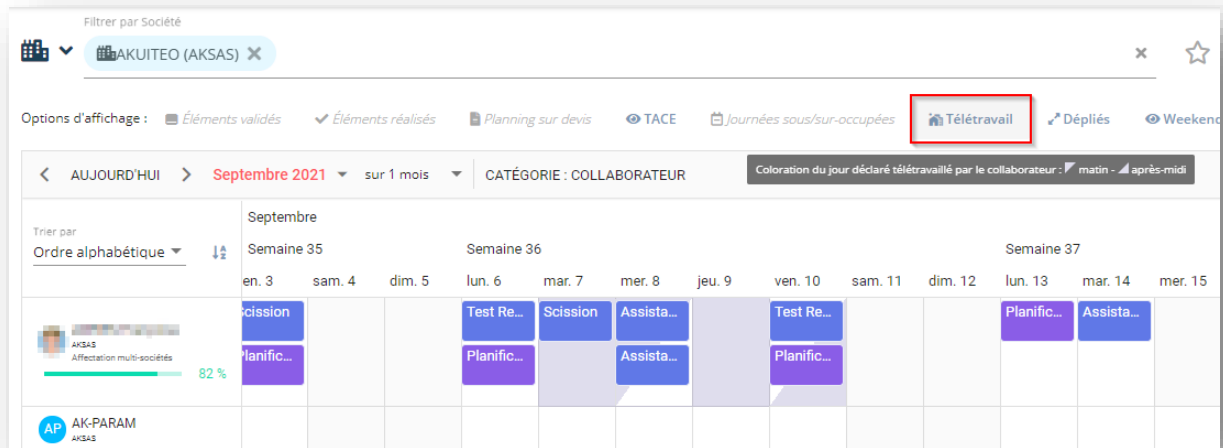 Filtrer par Société
AKUITEO (AKSAS)
Options d'affichage : Éléments validés Éléments réalisés Planning sur devis TACE Journées sous/sur-occupées Télétravail Dépliés Weekend
AUJOURD'HUI Septembre 2021 sur 1 mois CATÉGORIE : COLLABORATEUR
Coloration du jour déclaré télétravaillé par le collaborateur : matin - après-midi
Septembre
Trier par
Ordre alphabétique
Semaine 35 Semaine 36 Semaine 37
en. 3 sam. 4 dim. 5 lun. 6 mar. 7 mer. 8 jeu. 9 ven. 10 sam. 11 dim. 12 lun. 13 mar. 14 mer. 15
Scission Test Re... Scission Assista... Test Re... Planific... Assista...
AKSAS
Affectation multi-sociétés
Planific... Planific... Assista... Planific...
82 %
AP AK-PARAM
AKSAS